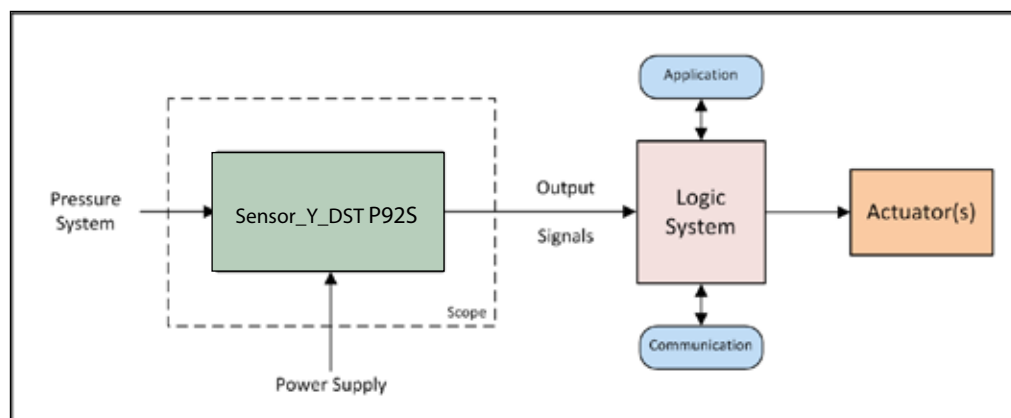 Pressure
System
Sensor_Y_DST P92S
Scope
Power Supply
Output
Signals
Application
Logic
System
Communication
Actuator(s)